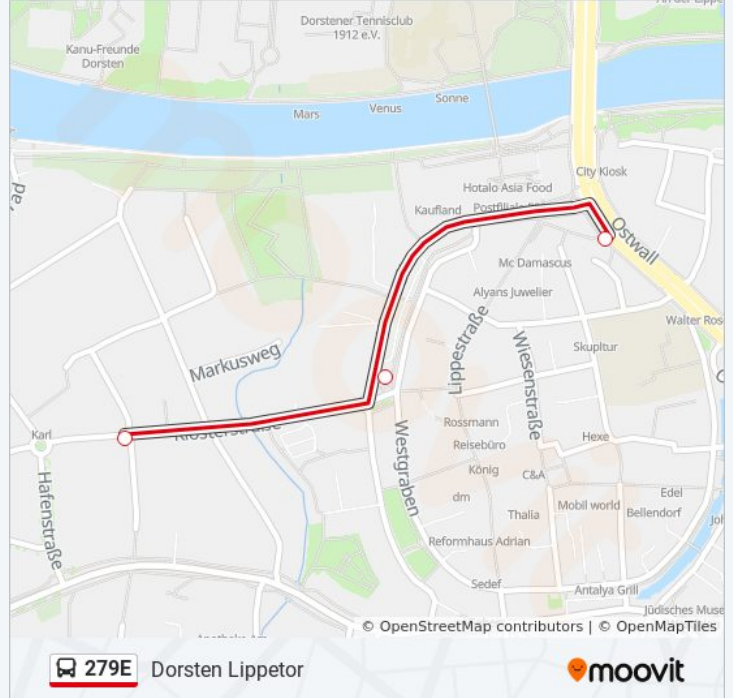 Dorstener Tennisclub
1912 e.V.
Kanu-Freunde
Dorsten
Mars
Venus
Sonne
City Kiosk
Hotalo Asia Food
Kaufland
Ostwall
Mc Damascus
Alyans Juwelier
Walter
Skulptur
Markusweg
Lippestraße
Wiesenstraße
Karl
Klosterstraße
Westgraben
Rossmann
Reisebüro
König
Hexe
C&A
Hafenstraße
dm
Thalia
Mobil world
Edel
Bellendorf
Reformhaus Adrian
Sedef
Antalya Grill
Jüdisches Muse
© OpenStreetMap contributors | © OpenMapTiles
279E Dorsten Lippetor
moovit